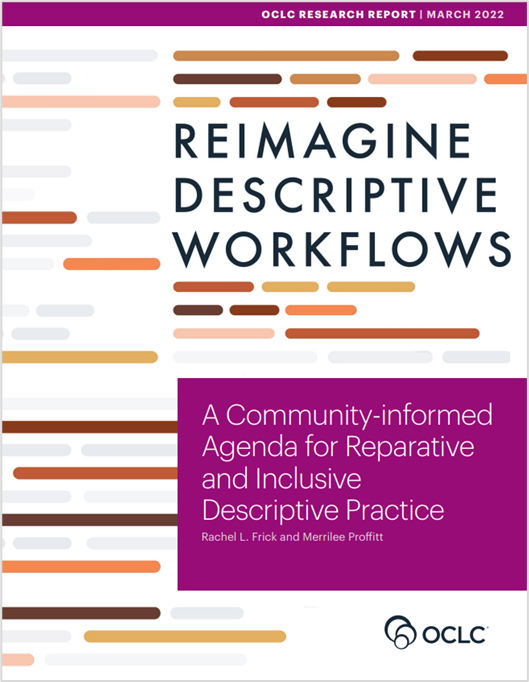 OCLC RESEARCH REPORT | MARCH 2022
REIMAGINE
DESCRIPTIVE
WORKFLOWS
A Community-informed
Agenda for Reparative
and Inclusive
Descriptive Practice
Rachel L. Frick and Merrilee Proffitt
OCLC